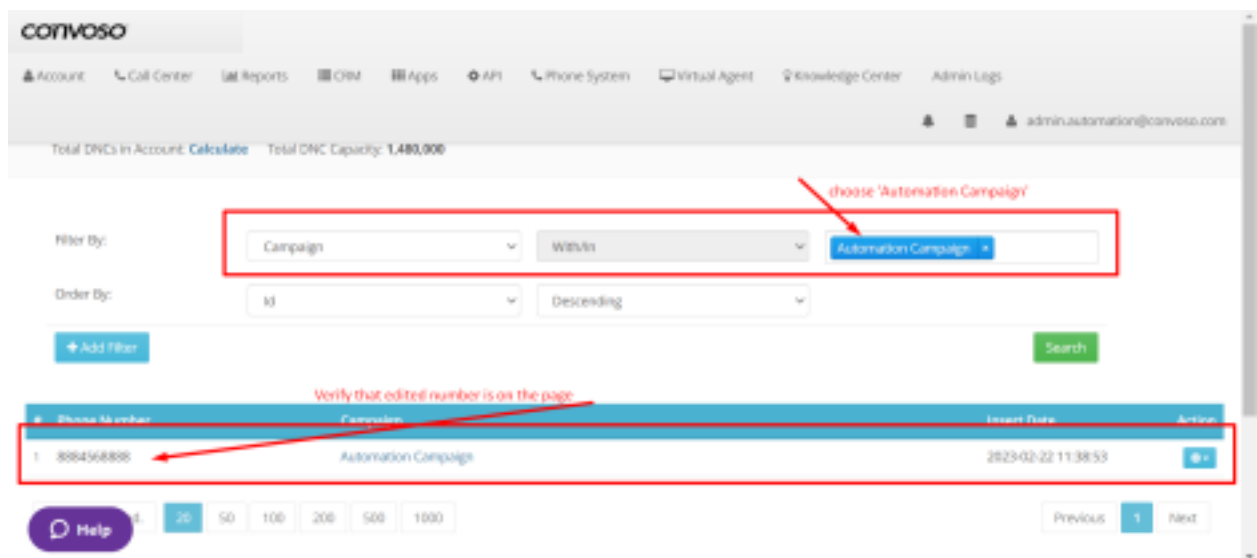 convoso
Account Call Center Reports CRM Apps API Phone System Virtual Agent Knowledge Center Admin Logs
admin.automation@convoso.com
Total DNCs in Account: Calculate Total DNC Capacity: 1,480,000
choose 'Automation Campaign'
Filter By: Campaign With/in Automation Campaign ×
Order By: Id Descending
+ Add Filter Search
Verify that edited number is on the page
# Phone Number Campaign Insert Date Action
1 8884568888 Automation Campaign 2023-02-22 11:38:53
Help 20 50 100 200 500 1000 Previous 1 Next